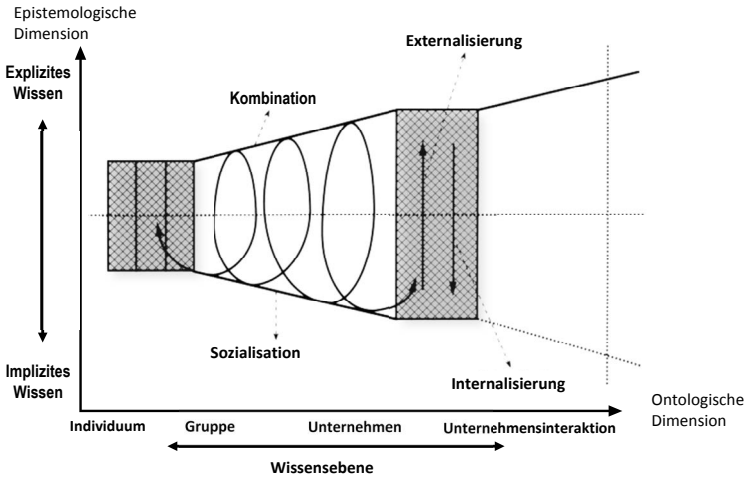 Epistemologische
Dimension
Externalisierung
Explizites
Wissen
Kombination
Sozialisation
Implizites
Wissen
Internalisierung
Ontologische
Dimension
Individuum
Gruppe
Unternehmen
Unternehmensinteraktion
Wissensebene